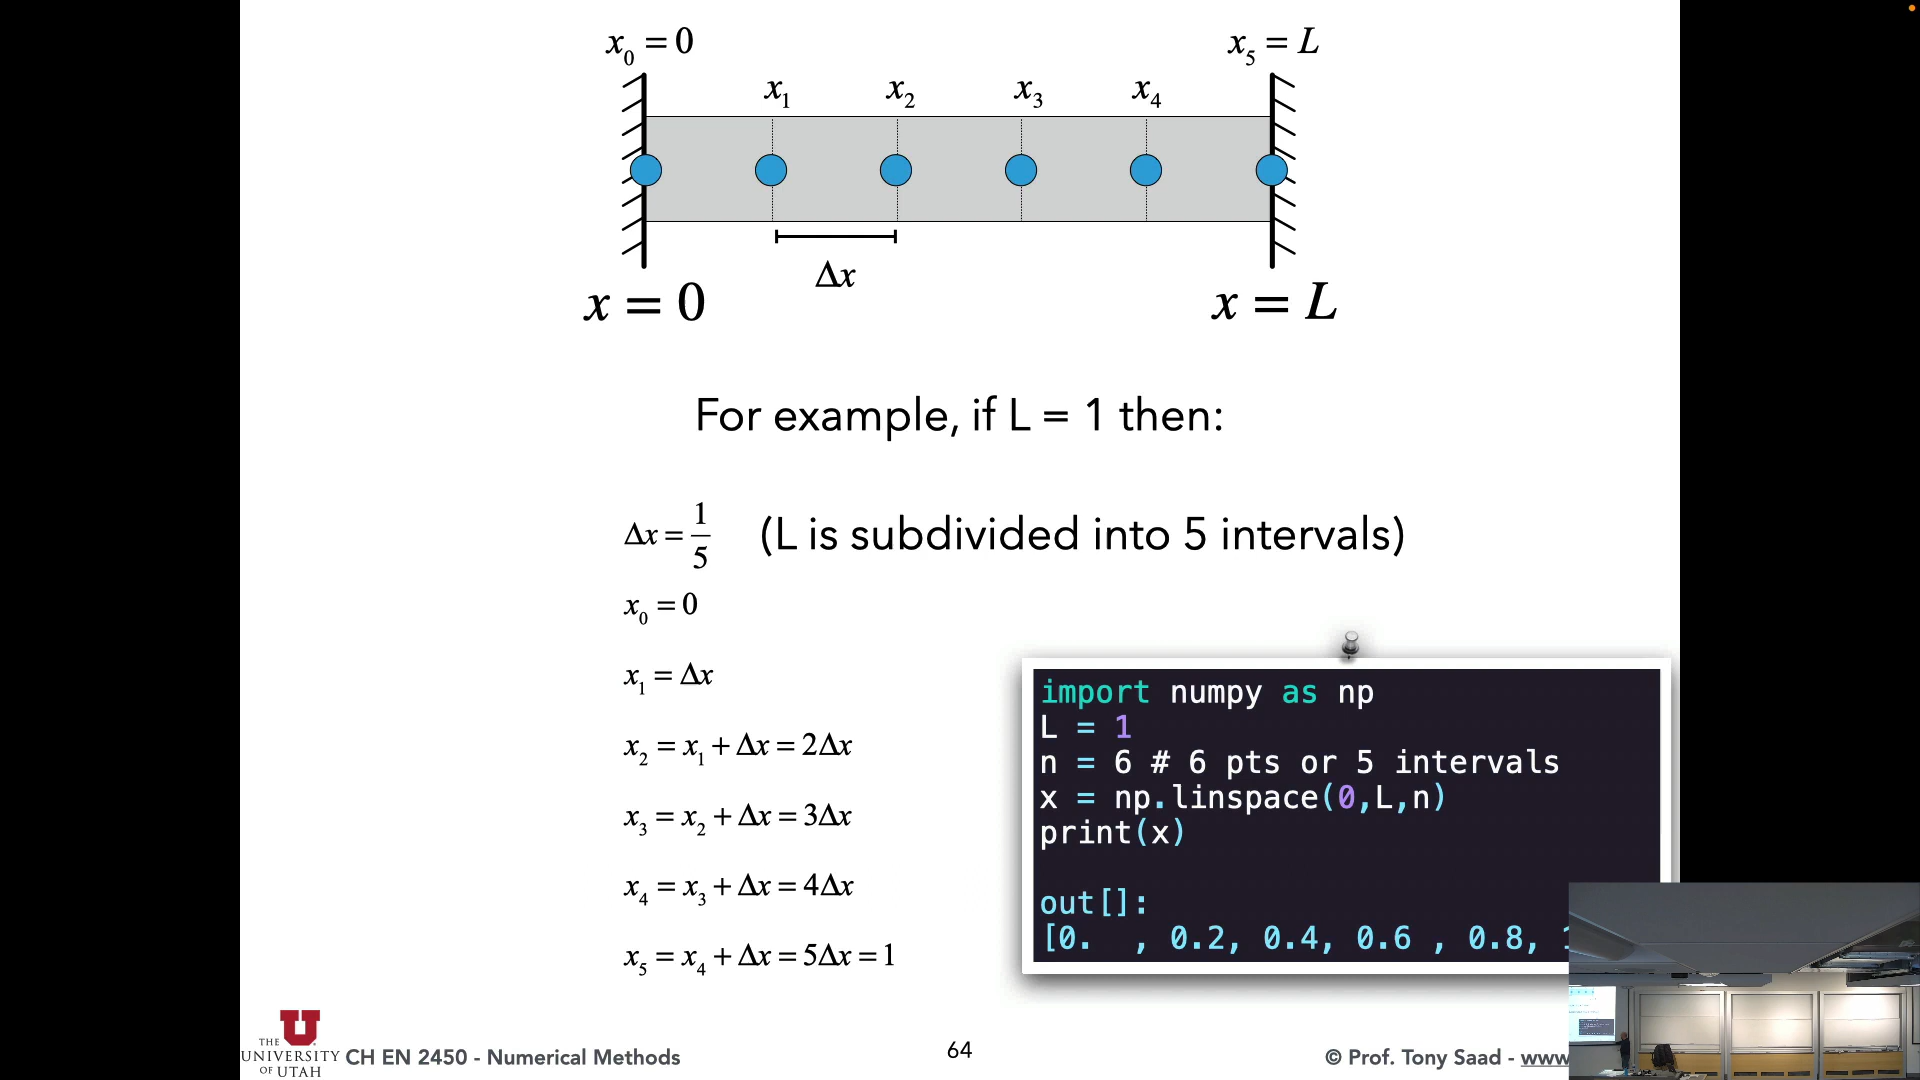 x₀ = 0
x₅ = L
x₁
x₂
x₃
x₄
Δx
x = 0
x = L
For example, if L = 1 then:
Δx = 1/5 (L is subdivided into 5 intervals)
x₀ = 0
x₁ = Δx
x₂ = x₁ + Δx = 2Δx
x₃ = x₂ + Δx = 3Δx
x₄ = x₃ + Δx = 4Δx
x₅ = x₄ + Δx = 5Δx = 1
import numpy as np
L = 1
n = 6 # 6 pts or 5 intervals
x = np.linspace(0,L,n)
print(x)
out[]:
[0. , 0.2, 0.4, 0.6 , 0.8,
THE
UNIVERSITY
OF UTAH
CH EN 2450 - Numerical Methods
64
© Prof. Tony Saad - www